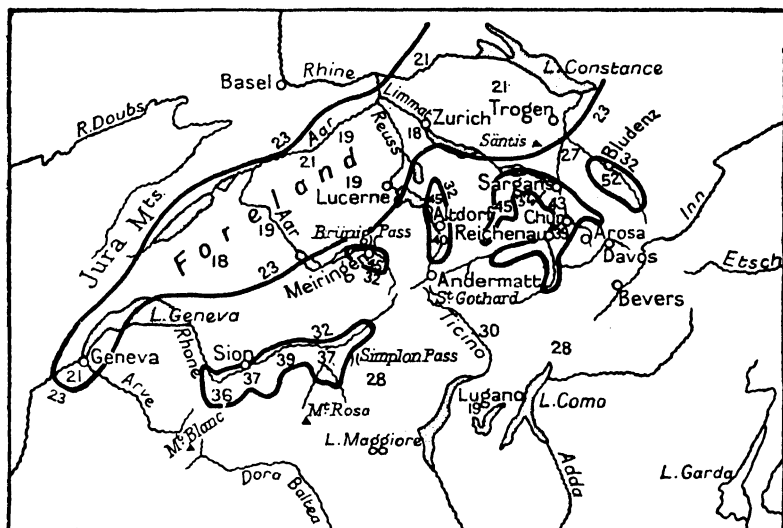 21
Rhine
L. Constance
Basel
21
Limmat
Trogen
R. Doubs
Zurich
23
23
Aar
19
Reuss
18
Säntis
Bludenz
27
32
21
52
Foreland
19
32
Sargans
Lucerne
45
43
Inn
Jura Mts.
Altdorf
Chur
Aar
19
Brünig Pass
40
Reichenau
Arosa
18
23
Meiringen
32
Davos
Etsch
Andermatt
St Gothard
Bevers
L. Geneva
Ticino
30
Rhone
32
Geneva
Sion
39
37
Simplon Pass
28
21
37
28
23
Arve
36
Lugano
19
L. Como
Mt. Rosa
Mt. Blanc
L. Maggiore
Adda
L. Garda
Dora Baltea